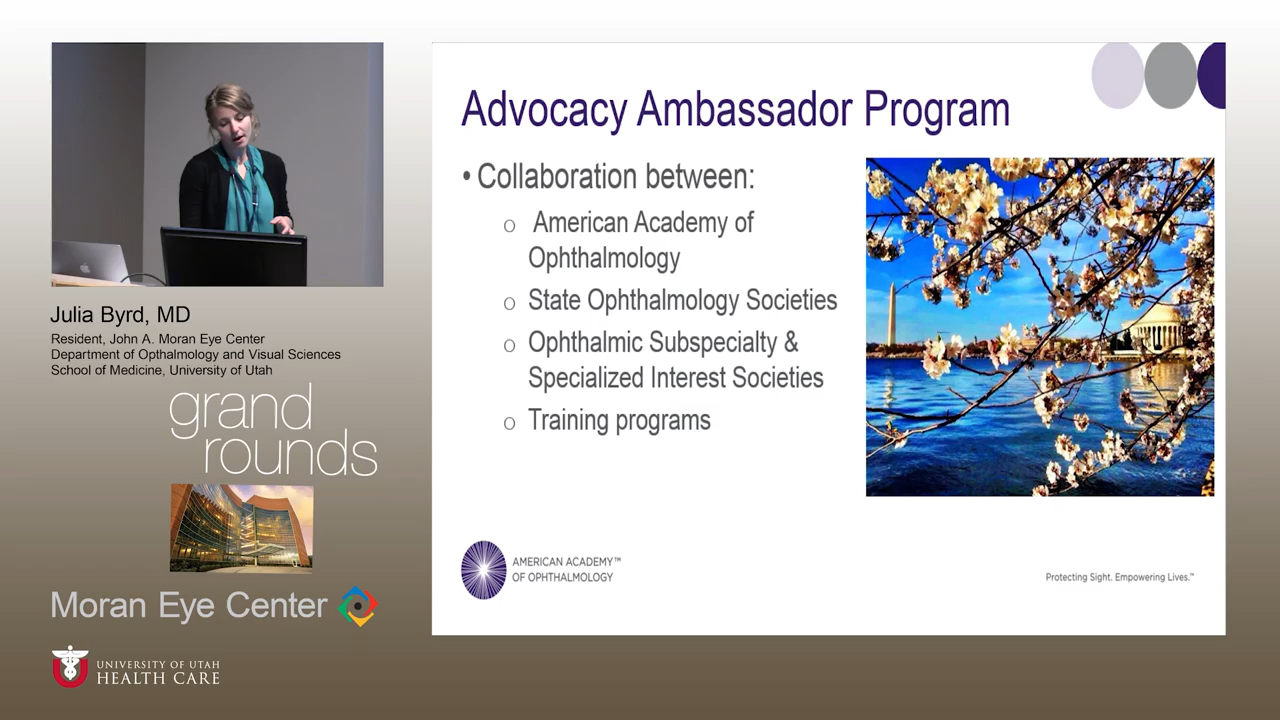 Julia Byrd, MD
Resident, John A. Moran Eye Center
Department of Opthalmology and Visual Sciences
School of Medicine, University of Utah
grand
rounds
Moran Eye Center
UNIVERSITY OF UTAH
HEALTH CARE
Advocacy Ambassador Program
• Collaboration between:
o American Academy of
Ophthalmology
o State Ophthalmology Societies
o Ophthalmic Subspecialty &
Specialized Interest Societies
o Training programs
AMERICAN ACADEMY™
OF OPHTHALMOLOGY
Protecting Sight. Empowering Lives.™